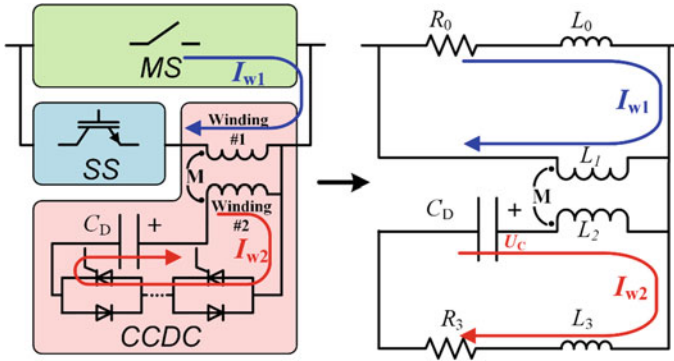 MS
I_w1
SS
Winding
#1
M
Winding
#2
C_D
+
I_w2
CCDC
R_0
L_0
I_w1
L_1
M
C_D
+
U_C
L_2
I_w2
R_3
L_3